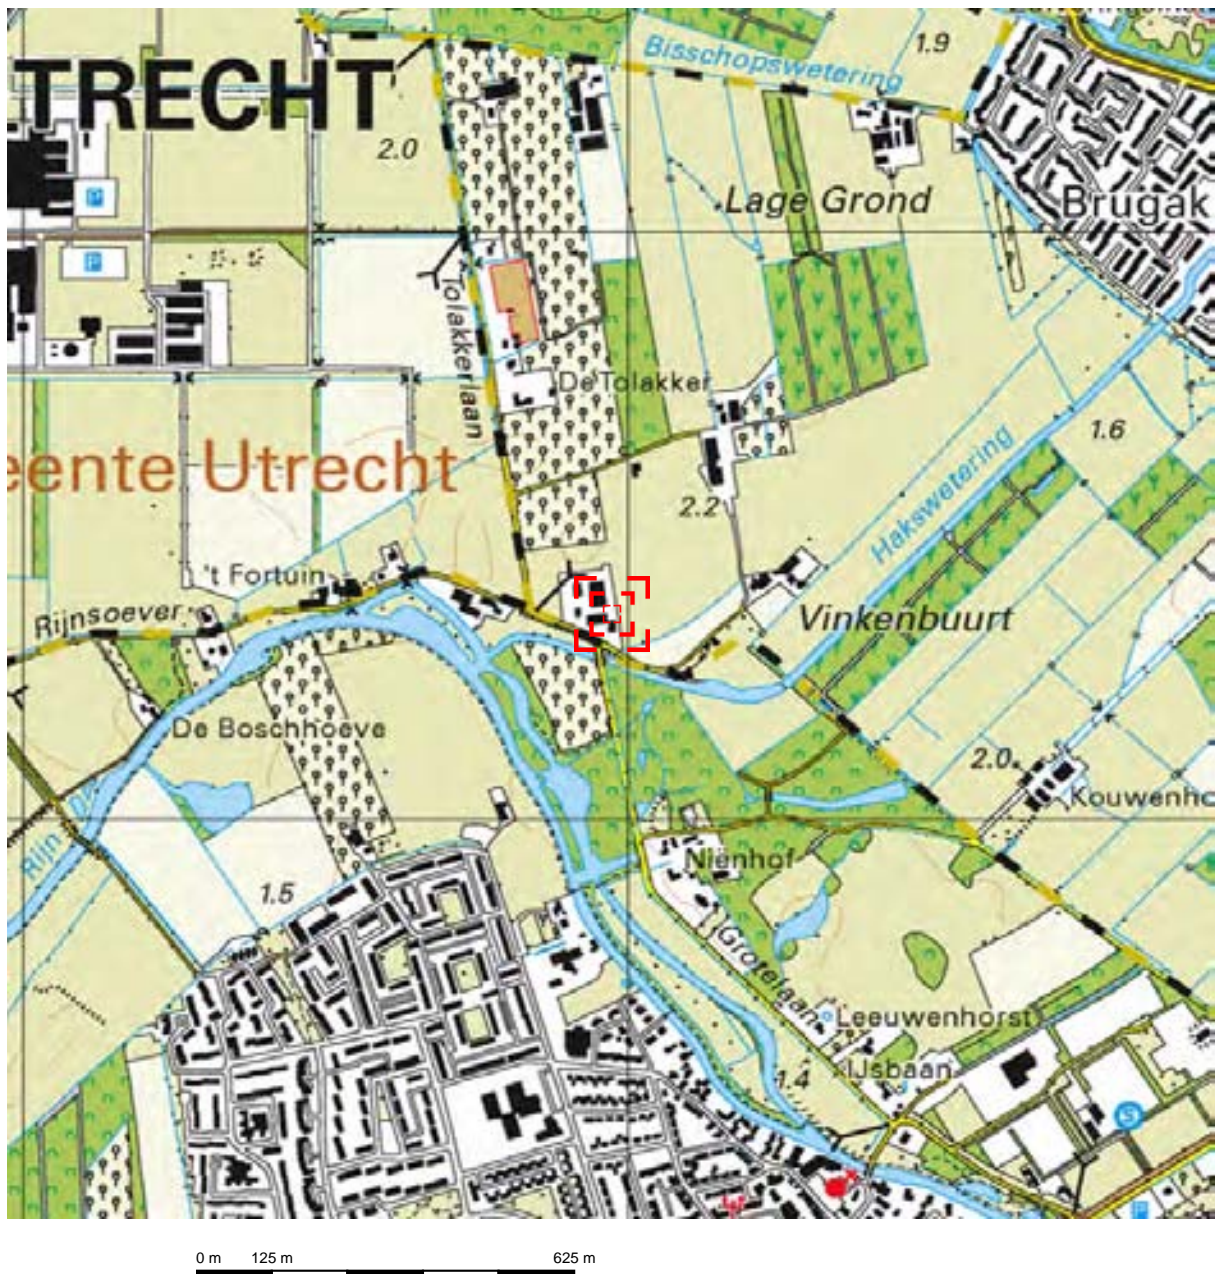 1.9
Bisschopswetering
TRECHT
2.0
P
Lage Grond
Brugak
P
Tolakkerlaan
De Tolakker
1.6
eente Utrecht
Hakswetering
2.2
't Fortuin
Rijnsoever
Vinkenbuurt
De Boschhoeve
2.0
Kouwenho
Rijn
Niënhof
1.5
Grotelaan
Leeuwenhorst
IJsbaan
1.4
S
P
0 m 125 m 625 m